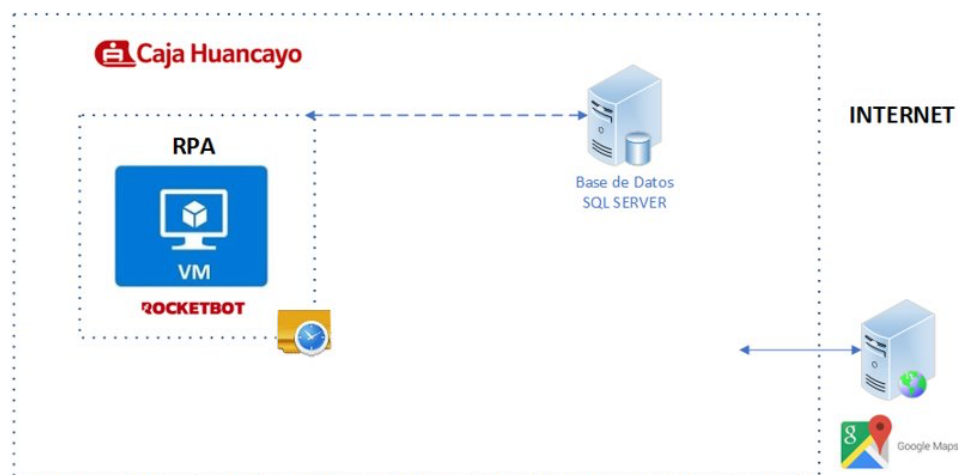 Caja Huancayo
INTERNET
RPA
Base de Datos
SQL SERVER
VM
ROCKETBOT
g
Google Maps